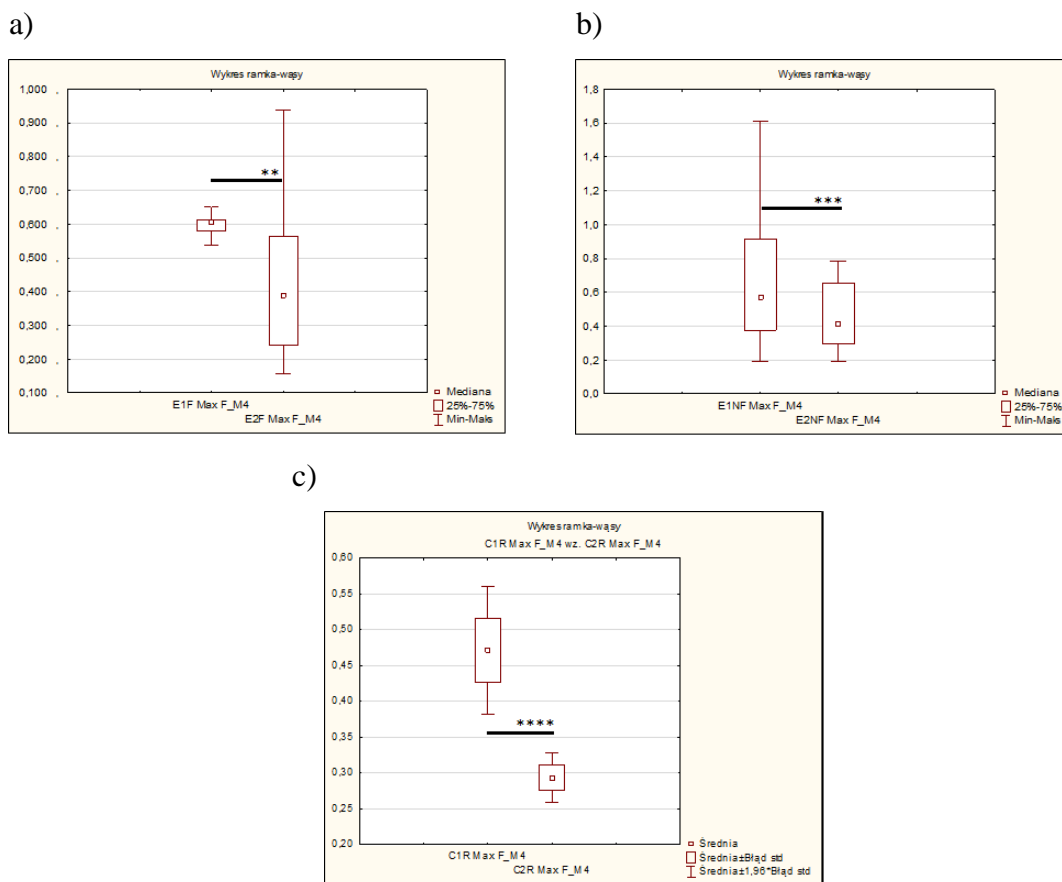 a)
Wykres ramka-wąsy
1,000
0,900
0,800
0,700
0,600
0,500
0,400
0,300
0,200
0,100
**
E1F Max F_M4
E2F Max F_M4
Mediana
25%-75%
Min-Maks
b)
Wykres ramka-wąsy
1,8
1,6
1,4
1,2
1,0
0,8
0,6
0,4
0,2
0,0
***
E1NF Max F_M4
E2NF Max F_M4
Mediana
25%-75%
Min-Maks
c)
Wykres ramka-wąsy
C1R Max F_M4 wz. C2R Max F_M4
0,60
0,55
0,50
0,45
0,40
0,35
0,30
0,25
0,20
****
C1R Max F_M4
C2R Max F_M4
Średnia
Średnia±Błąd std
Średnia±1,96*Błąd std